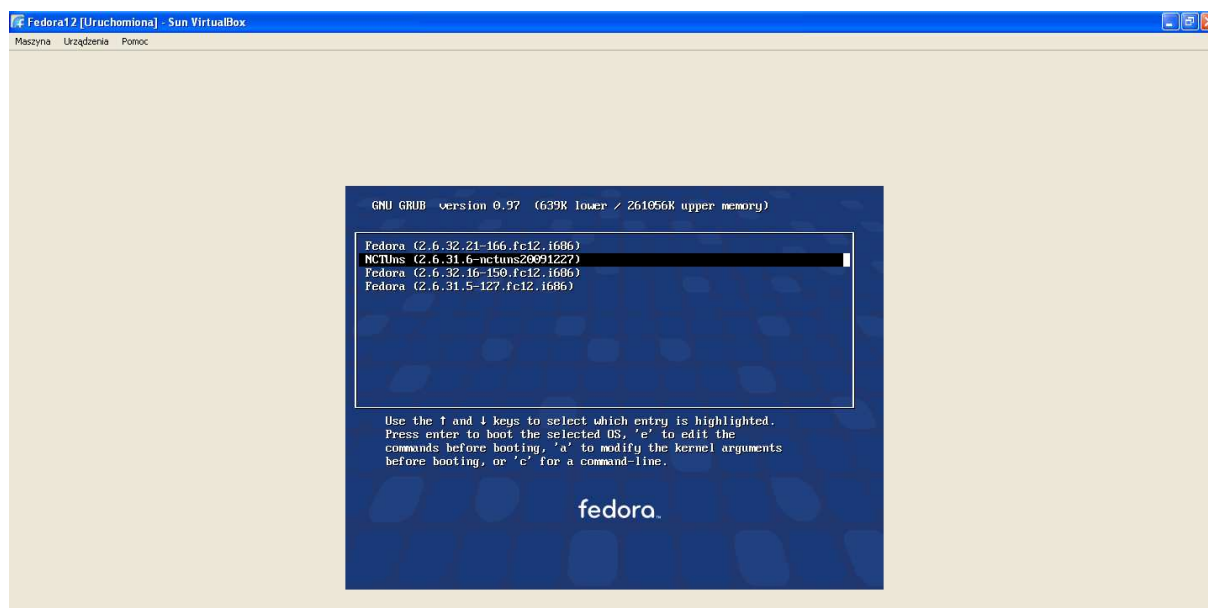 Fedora12 [Uruchomiona] - Sun VirtualBox
Maszyna Urządzenia Pomoc
GNU GRUB version 0.97 (639K lower / 261056K upper memory)
Fedora (2.6.32.21-166.fc12.i686)
NCTUns (2.6.31.6-nctuns20091227)
Fedora (2.6.32.16-150.fc12.i686)
Fedora (2.6.31.5-127.fc12.i686)
Use the ↑ and ↓ keys to select which entry is highlighted.
Press enter to boot the selected OS, 'e' to edit the
commands before booting, 'a' to modify the kernel arguments
before booting, or 'c' for a command-line.
fedora™